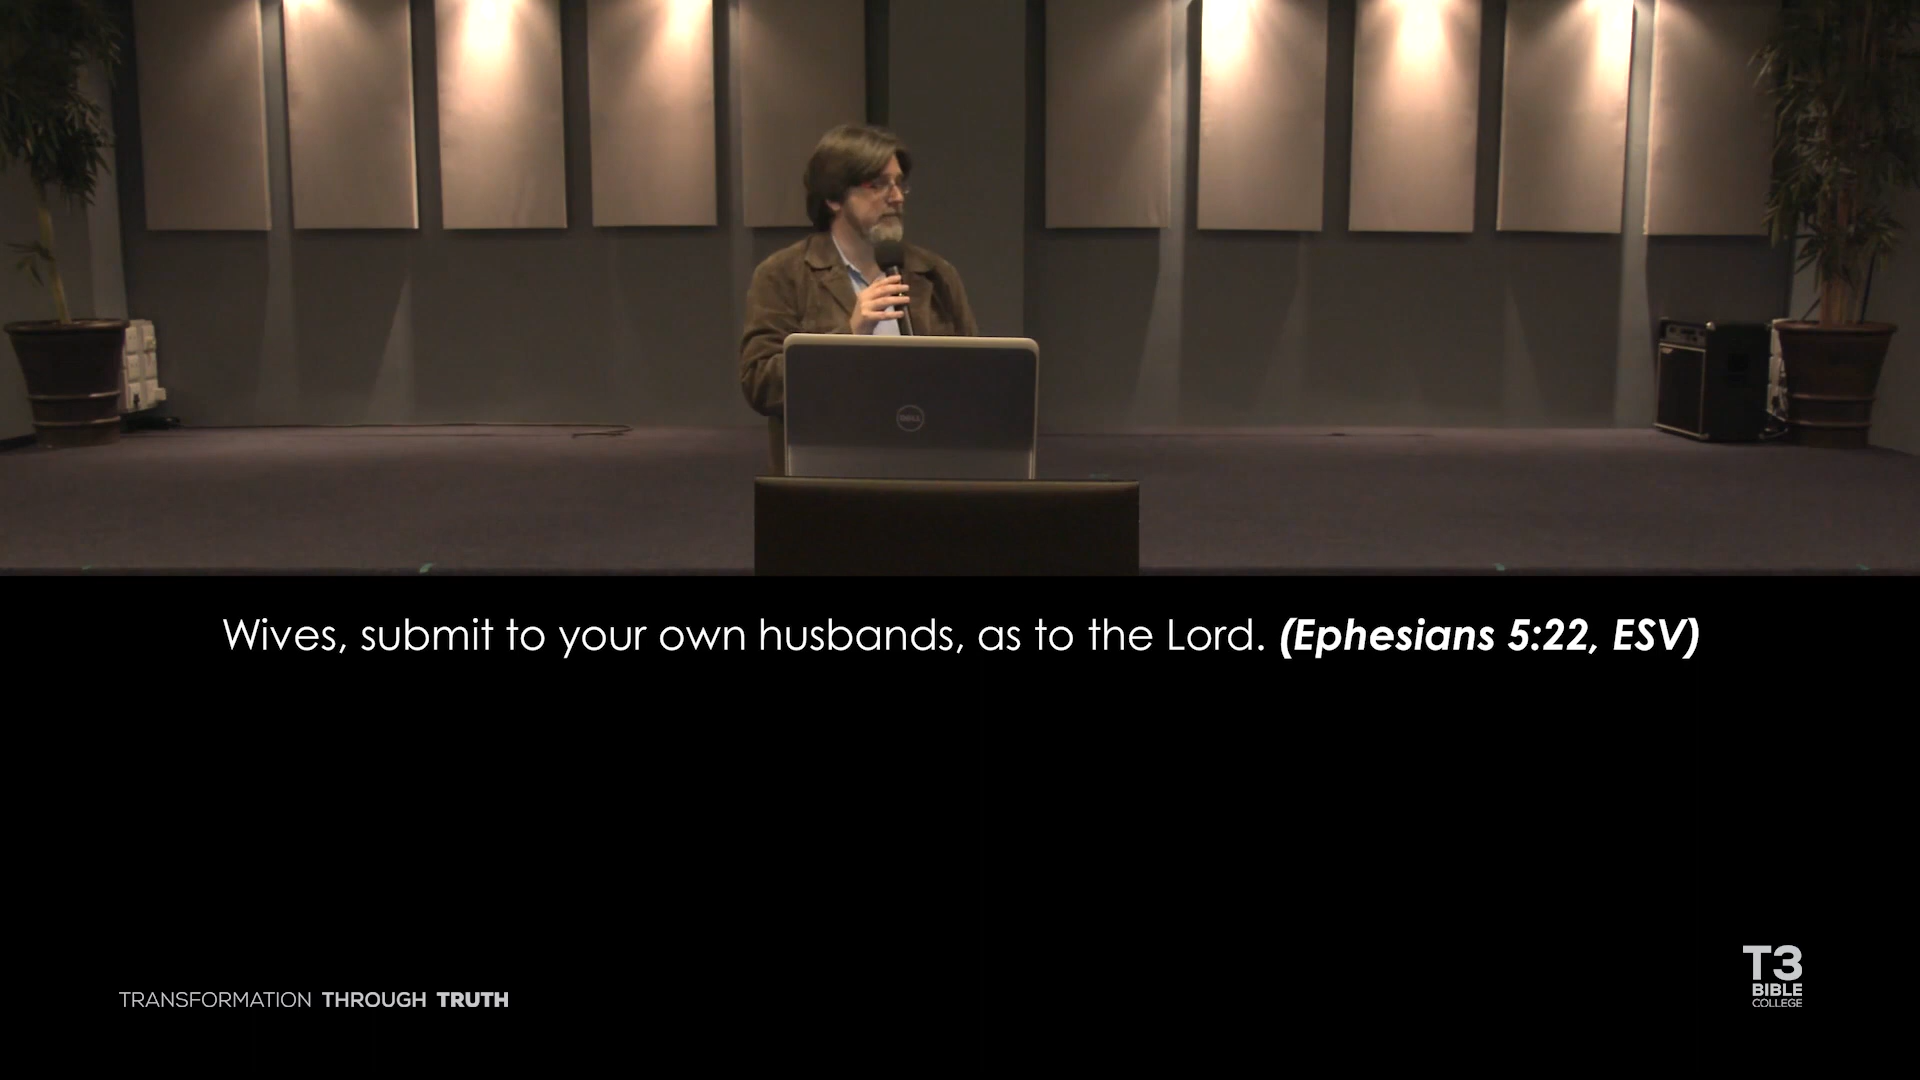 DELL
Wives, submit to your own husbands, as to the Lord. (Ephesians 5:22, ESV)
TRANSFORMATION THROUGH TRUTH
T3
BIBLE
COLLEGE